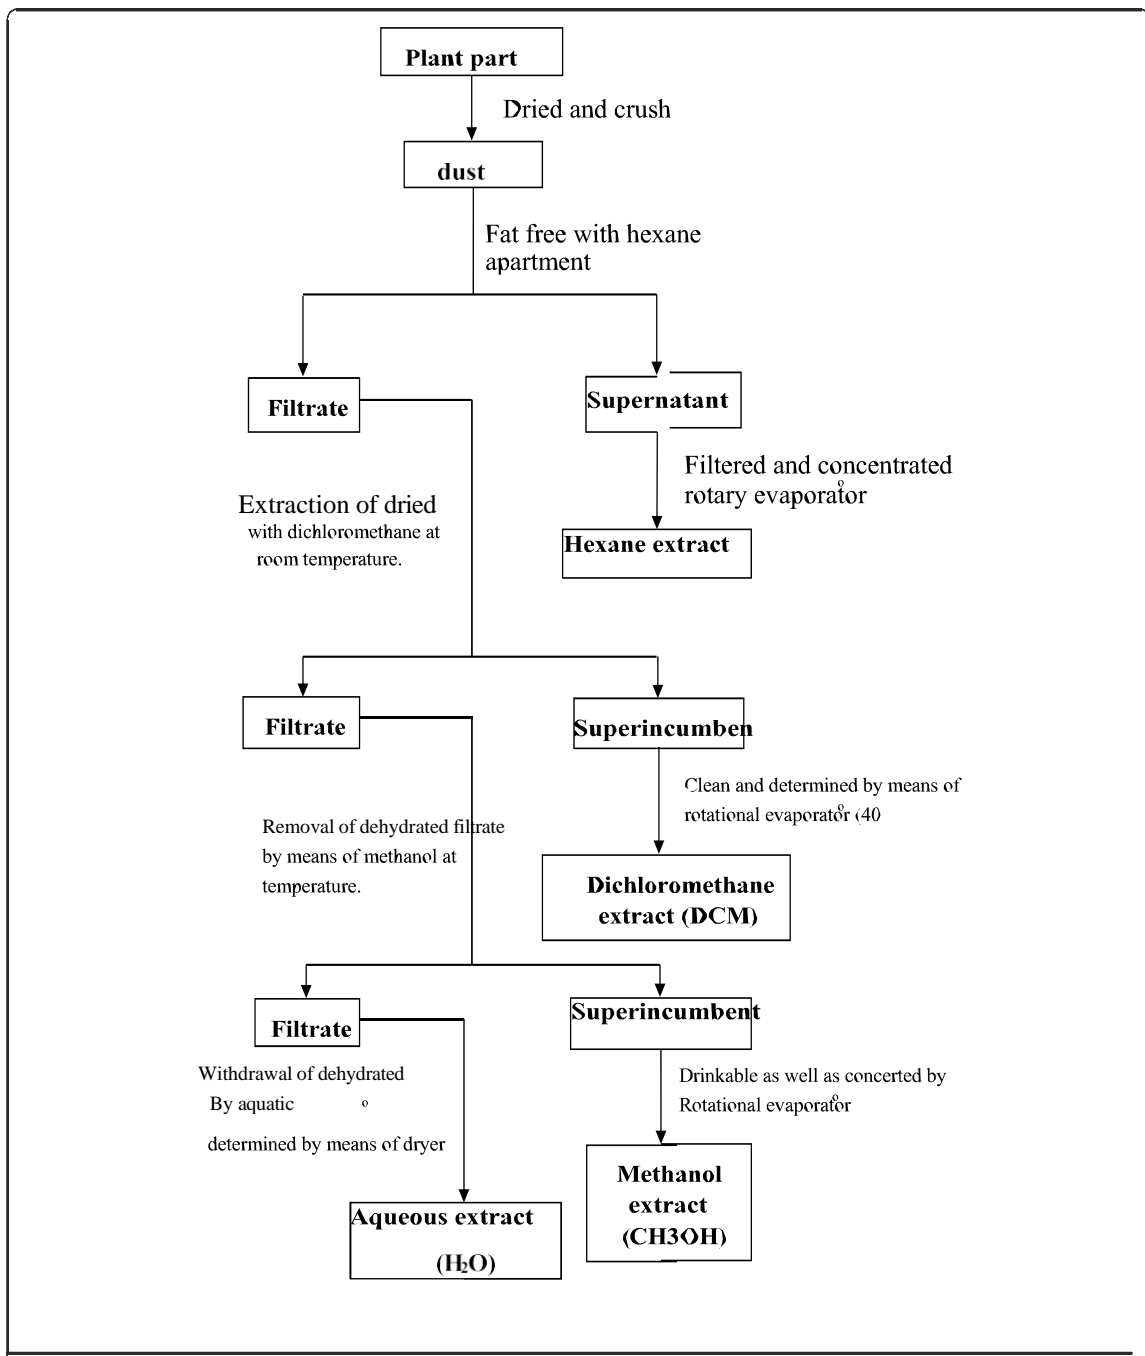 Plant part
Dried and crush
dust
Fat free with hexane
apartment
Filtrate
Supernatant
Filtered and concentrated
rotary evaporator
o
Hexane extract
Extraction of dried
with dichloromethane at
room temperature.
Filtrate
Superincumben
Clean and determined by means of
rotational evaporator (40
o
Removal of dehydrated filtrate
by means of methanol at
temperature.
Dichloromethane
extract (DCM)
Filtrate
Superincumbent
Withdrawal of dehydrated
By aquatic o
determined by means of dryer
Drinkable as well as concerted by
Rotational evaporator
o
Methanol
extract
(CH3OH)
Aqueous extract
(H₂O)